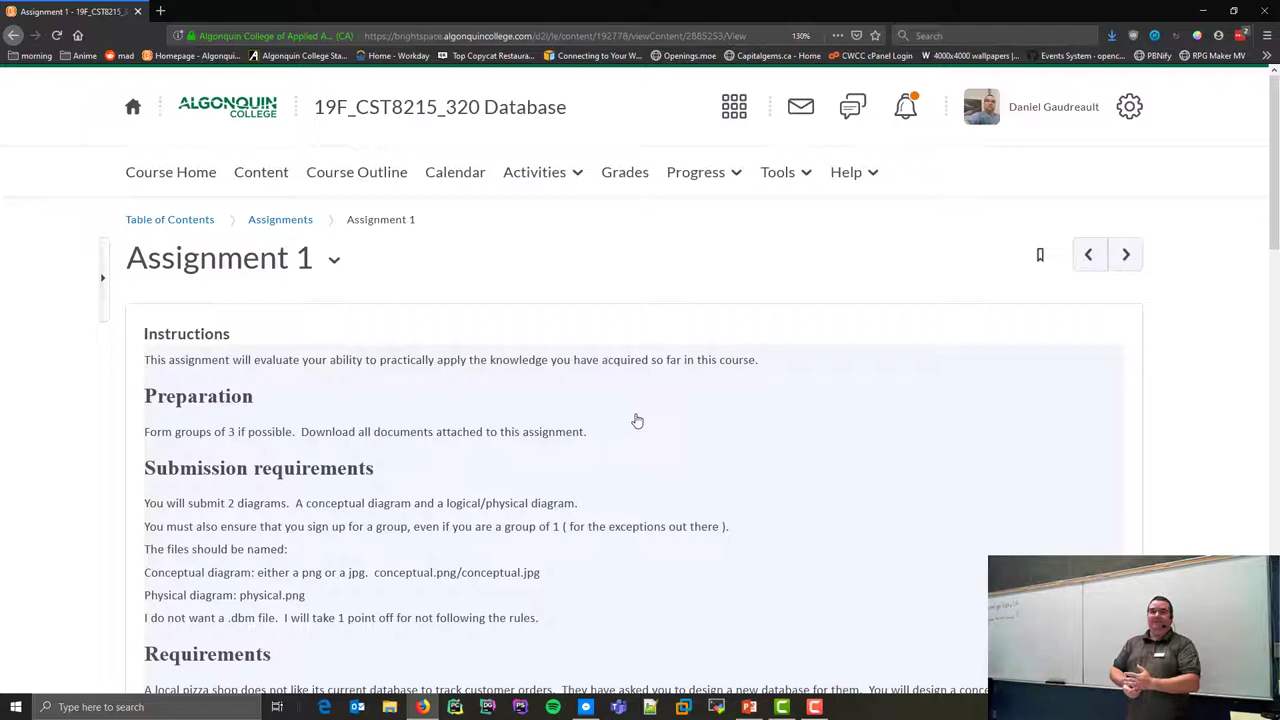 Assignment 1 - 19F_CST8215_3
Algonquin College of Applied A... (CA)
https://brightspace.algonquincollege.com/d2l/le/content/192778/viewContent/2885253/View
130%
Search
morning
Anime
mad
Homepage - Algonqui...
Algonquin College Sta...
Home - Workday
Top Copycat Restaura...
Connecting to Your W...
Openings.moe
Capitalgems.ca - Home
CWCC cPanel Login
4000x4000 wallpapers
Events System - openc...
PBNify
RPG Maker MV
ALGONQUIN
COLLEGE
19F_CST8215_320 Database
Daniel Gaudreault
Course Home
Content
Course Outline
Calendar
Activities
Grades
Progress
Tools
Help
Table of Contents
Assignments
Assignment 1
Assignment 1
Instructions
This assignment will evaluate your ability to practically apply the knowledge you have acquired so far in this course.
Preparation
Form groups of 3 if possible. Download all documents attached to this assignment.
Submission requirements
You will submit 2 diagrams. A conceptual diagram and a logical/physical diagram.
You must also ensure that you sign up for a group, even if you are a group of 1 ( for the exceptions out there ).
The files should be named:
Conceptual diagram: either a png or a jpg. conceptual.png/conceptual.jpg
Physical diagram: physical.png
I do not want a .dbm file. I will take 1 point off for not following the rules.
Requirements
A local pizza shop does not like its current database to track customer orders. They have asked you to design a new database for them. You will design a conc
Type here to search